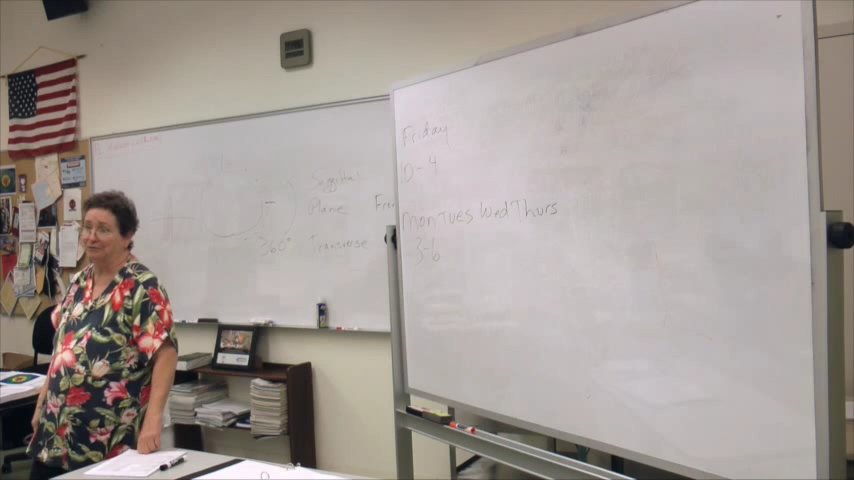 Sagittal
Plane
360° Transverse
Friday
10-4
Mon Tues Wed Thurs
3-6